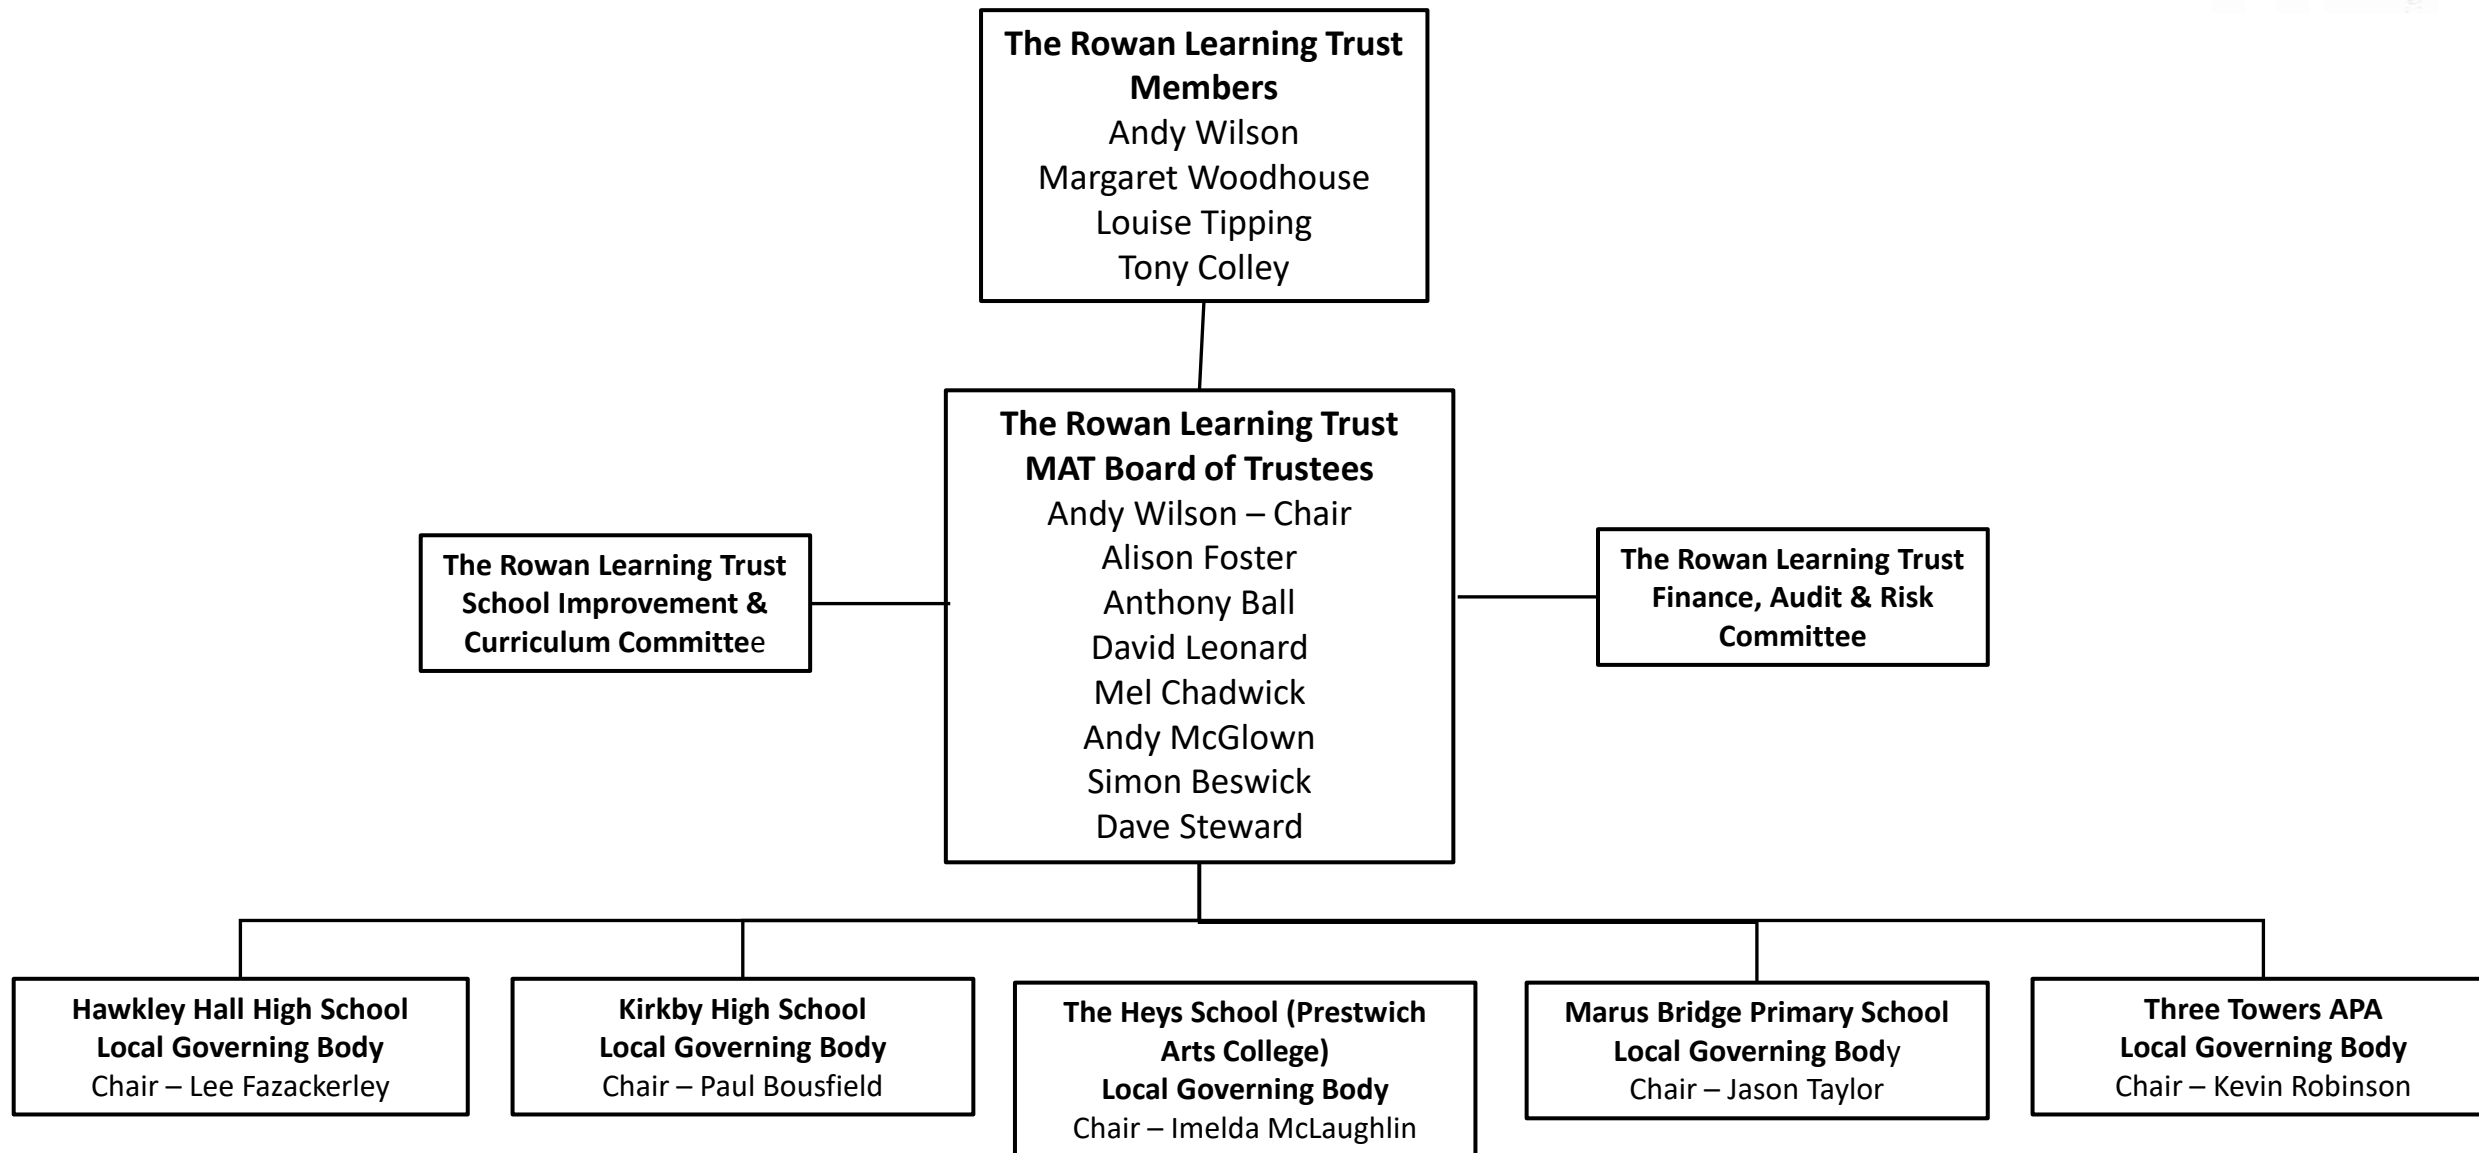 The Rowan Learning Trust
Members
Andy Wilson
Margaret Woodhouse
Louise Tipping
Tony Colley
The Rowan Learning Trust
MAT Board of Trustees
Andy Wilson – Chair
Alison Foster
Anthony Ball
David Leonard
Mel Chadwick
Andy McGlown
Simon Beswick
Dave Steward
The Rowan Learning Trust
School Improvement &
Curriculum Committee
The Rowan Learning Trust
Finance, Audit & Risk
Committee
Hawkley Hall High School
Local Governing Body
Chair – Lee Fazackerley
Kirkby High School
Local Governing Body
Chair – Paul Bousfield
The Heys School (Prestwich
Arts College)
Local Governing Body
Chair – Imelda McLaughlin
Marus Bridge Primary School
Local Governing Body
Chair – Jason Taylor
Three Towers APA
Local Governing Body
Chair – Kevin Robinson